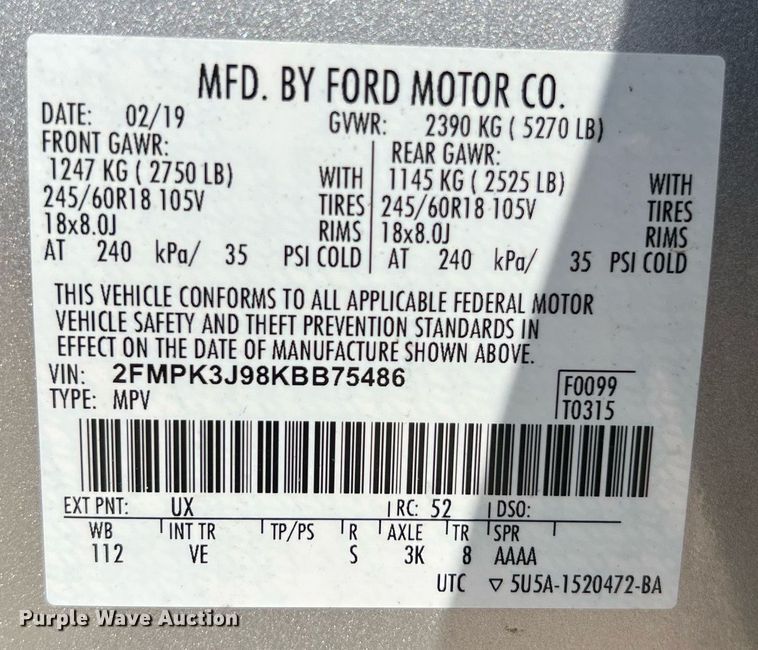 MFD. BY FORD MOTOR CO.
DATE: 02/19 GVWR: 2390 KG ( 5270 LB)
FRONT GAWR: REAR GAWR:
1247 KG ( 2750 LB) WITH 1145 KG ( 2525 LB) WITH
245/60R18 105V TIRES 245/60R18 105V TIRES
18x8.0J RIMS 18x8.0J RIMS
AT 240 kPa/ 35 PSI COLD AT 240 kPa/ 35 PSI COLD
THIS VEHICLE CONFORMS TO ALL APPLICABLE FEDERAL MOTOR
VEHICLE SAFETY AND THEFT PREVENTION STANDARDS IN
EFFECT ON THE DATE OF MANUFACTURE SHOWN ABOVE.
VIN: 2FMPK3J98KBB75486 F0099
TYPE: MPV T0315
EXT PNT: UX RC: 52 DSO:
WB INT TR TP/PS R AXLE TR SPR
112 VE S 3K 8 AAAA
UTC ▽ 5U5A-1520472-BA
Purple Wave Auction